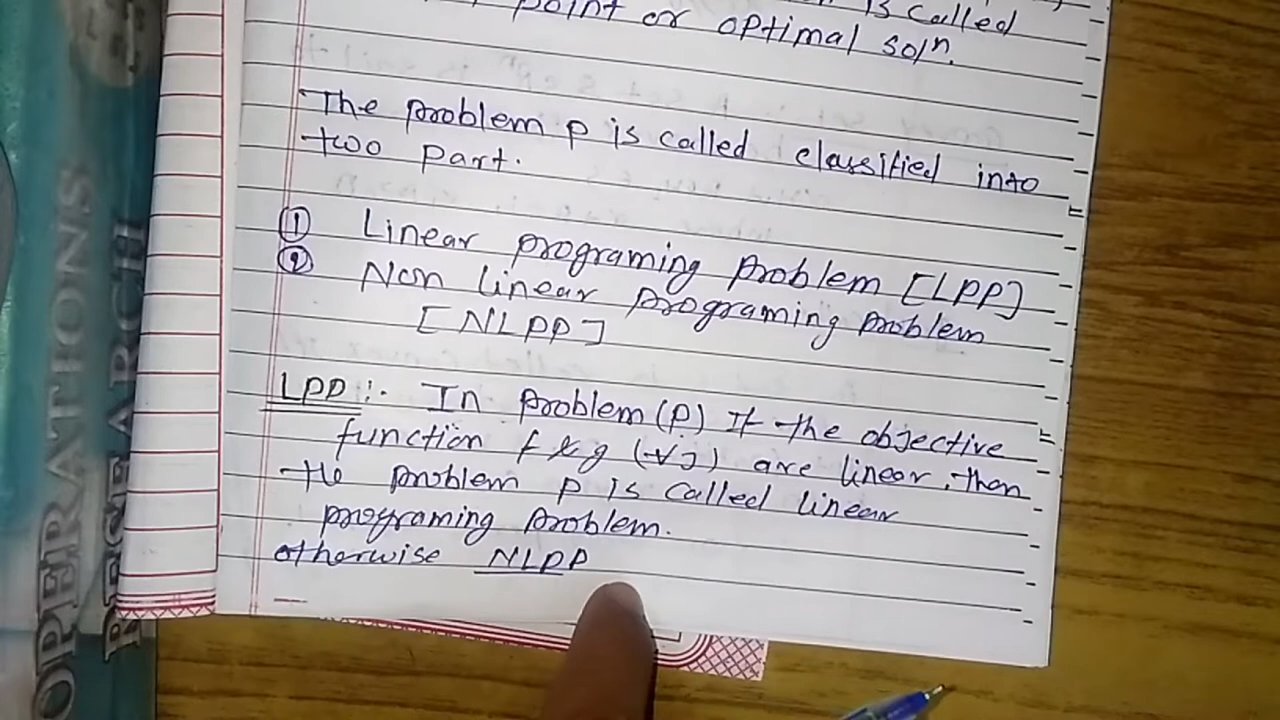 is called
point or optimal solⁿ.
The problem p is called classified into
two part.
① Linear programing problem [LPP]
② Non linear programing problem
[NLPP]
LPP :- In problem (p) If the objective
function f & g (∀j) are linear, then
the problem p is called linear
programing problem.
otherwise NLPP
OPERATIONS
RESEARCH